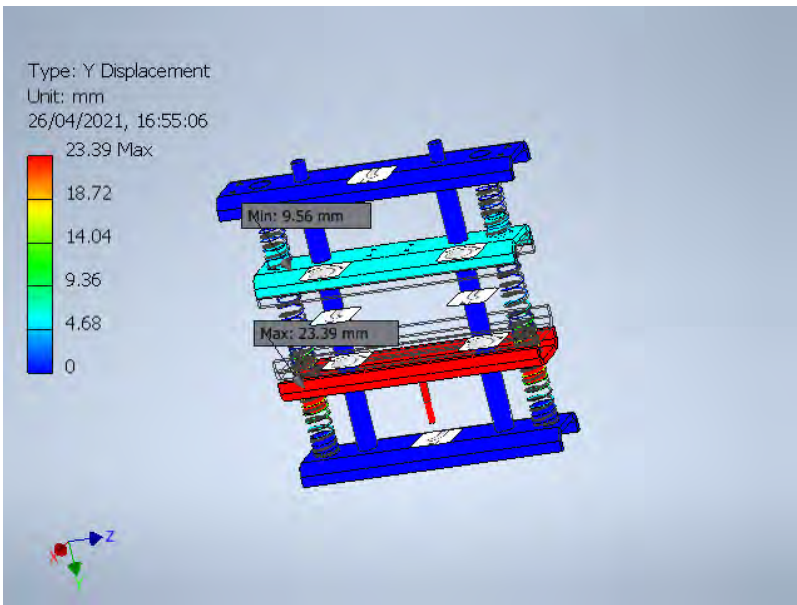 Type: Y Displacement
Unit: mm
26/04/2021, 16:55:06
23.39 Max
18.72
14.04
9.36
4.68
0
Min: 9.56 mm
Max: 23.39 mm
Z
X
Y